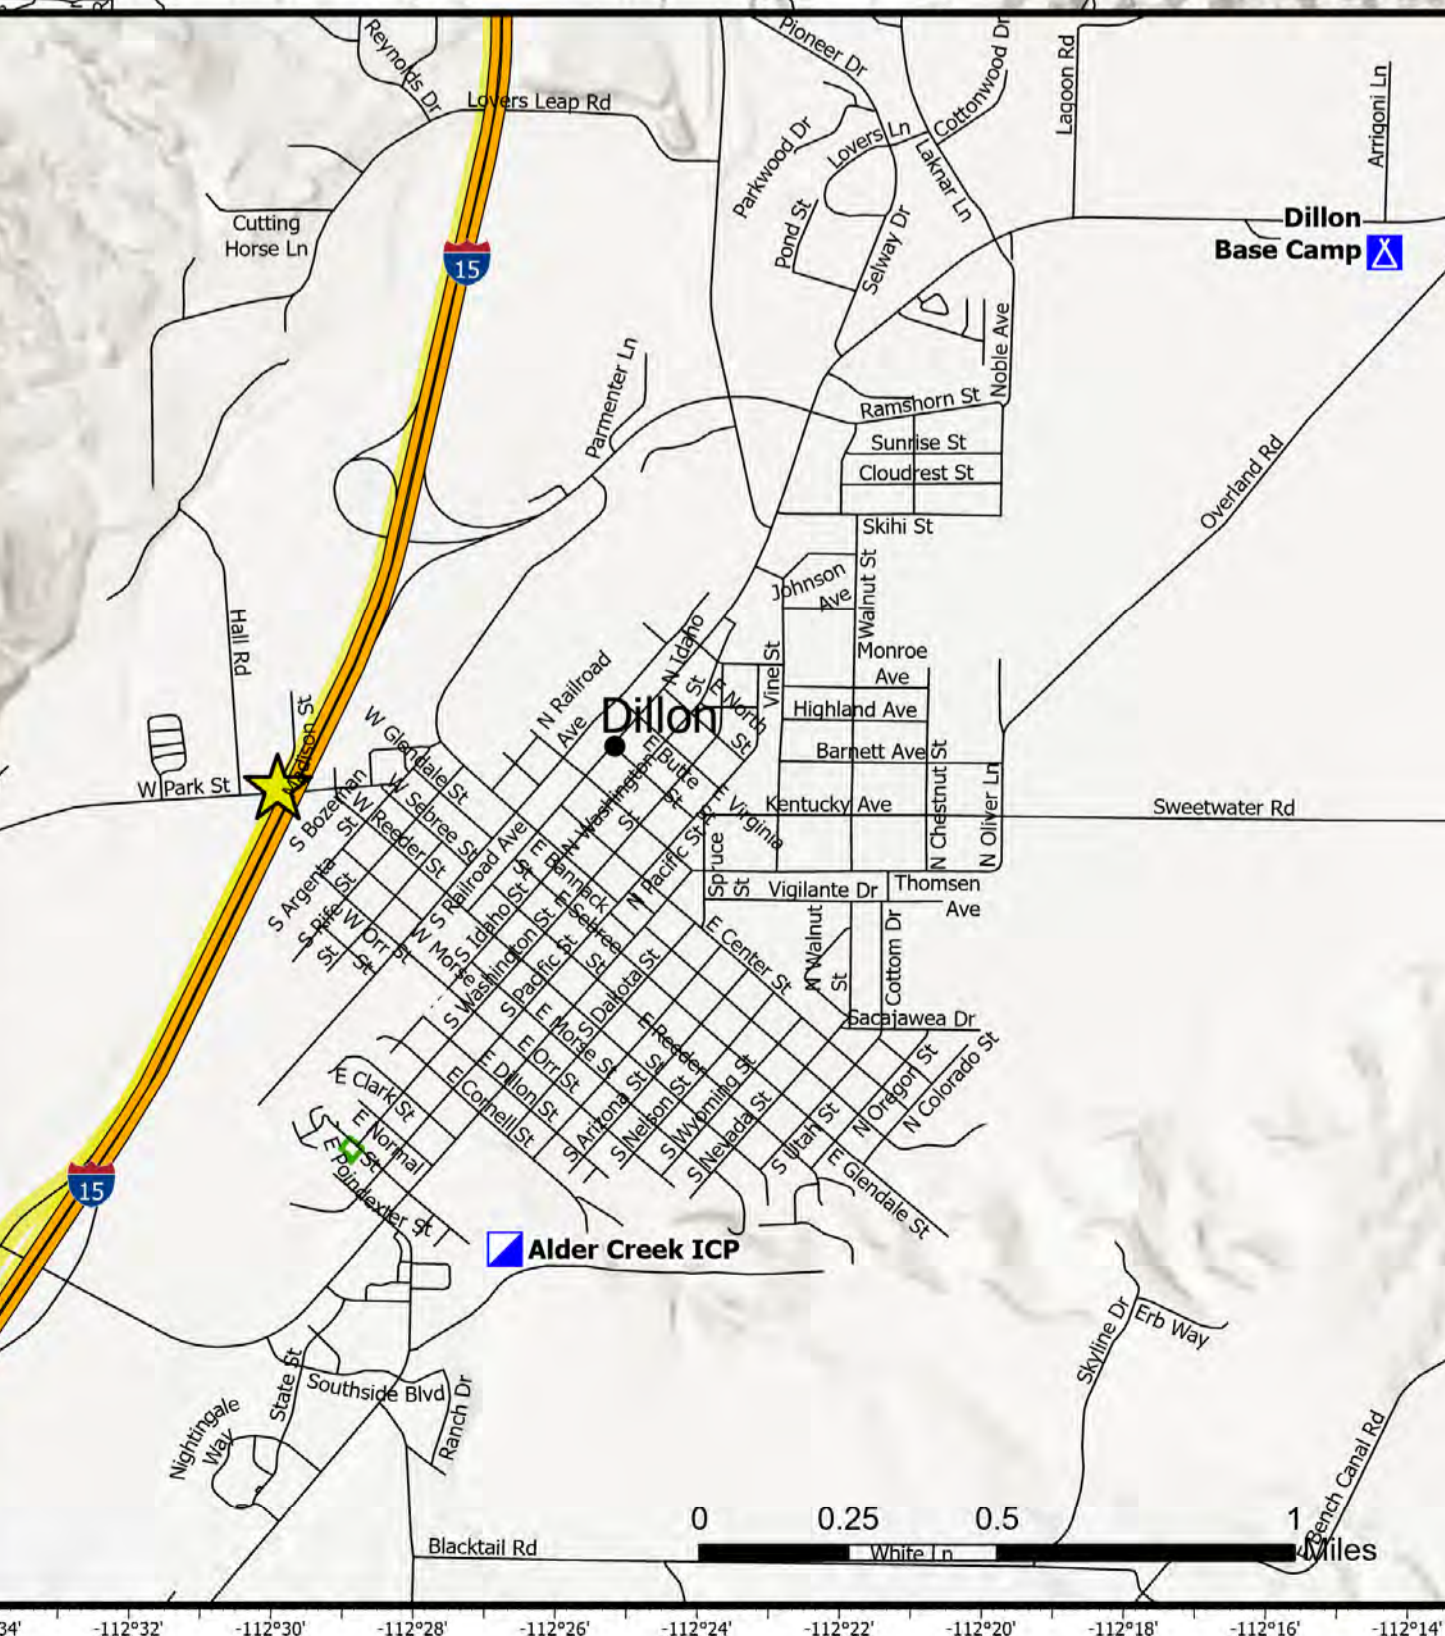 Reynolds Dr
Pioneer Dr
Cottonwood Dr
Lagoon Rd
Arrigoni Ln
Lovers Leap Rd
Parkwood Dr
Lovers Ln
Laknar Ln
Cutting
Horse Ln
Pond St
Selway Dr
Dillon
Base Camp
15
Noble Ave
Parmenter Ln
Ramshorn St
Sunrise St
Cloudrest St
Overland Rd
Skihi St
Johnson
Ave
Walnut St
Hall Rd
N Idaho
St
Monroe
Ave
Vine St
N Railroad
Ave
E North
St
Highland Ave
Madison St
W Glendale St
Dillon
Barnett Ave
N Chestnut St
N Oliver Ln
W Park St
E Butte
St
N Washington
St
E Virginia
St
Kentucky Ave
Sweetwater Rd
S Bozeman
St
W Sebree St
W Reeder St
S Railroad Ave
E Bannack
St
N Pacific St
Spruce
St
Vigilante Dr
Thomsen
Ave
S Argenta
St
S Rife
St
W Orr St
St
W Morse
S Idaho St
E Sebree
St
S Washington St
S Pacific St
S Dakota St
E Center St
N Walnut
St
Cottom Dr
Sacajawea Dr
E Morse St
E Reeder
St
E Orr St
E Dillon St
E Cornell St
E Clark St
E Normal
St
S Arizona St
S Nelson St
S Wyoming St
S Nevada St
S Utah St
N Oregon St
N Colorado St
E Glendale St
E Poindexter St
15
Alder Creek ICP
Skyline Dr
Erb Way
State St
Southside Blvd
Ranch Dr
Nightingale
Way
Bench Canal Rd
0 0.25 0.5 1
Miles
Blacktail Rd
White Ln
34' -112°32' -112°30' -112°28' -112°26' -112°24' -112°22' -112°20' -112°18' -112°16' -112°14'